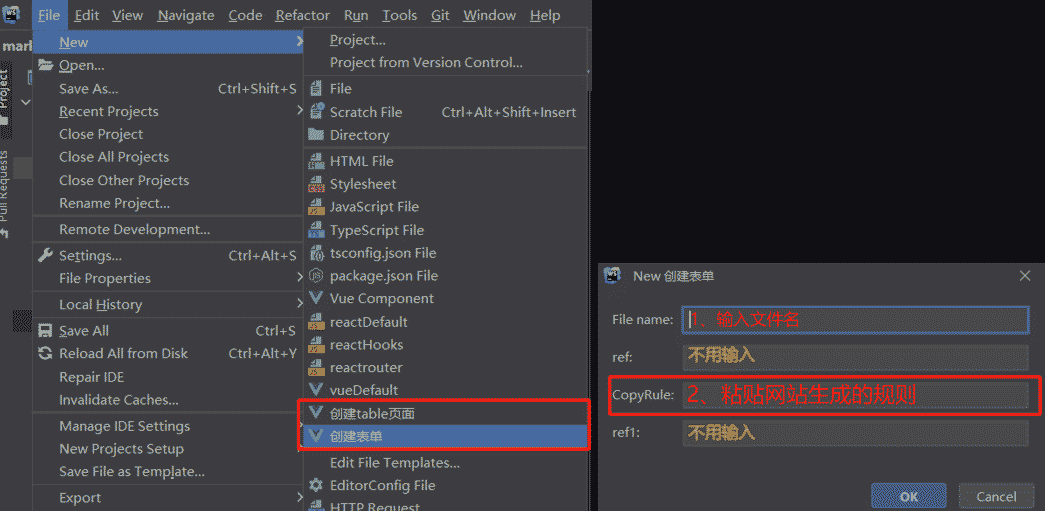 WS File Edit View Navigate Code Refactor Run Tools Git Window Help
Project
Pull Requests
New
Open...
Save As... Ctrl+Shift+S
Recent Projects
Close Project
Close All Projects
Close Other Projects
Rename Project...
Remote Development...
Settings... Ctrl+Alt+S
File Properties
Local History
Save All Ctrl+S
Reload All from Disk Ctrl+Alt+Y
Repair IDE
Invalidate Caches...
Manage IDE Settings
New Projects Setup
Save File as Template...
Export
Project...
Project from Version Control...
File
Scratch File Ctrl+Alt+Shift+Insert
Directory
HTML File
Stylesheet
JavaScript File
TypeScript File
tsconfig.json File
package.json File
Vue Component
reactDefault
reactHooks
reactrouter
vueDefault
创建table页面
创建表单
Edit File Templates...
EditorConfig File
HTTP Request
WS New 创建表单
File name: 1、输入文件名
ref: 不用输入
CopyRule: 2、粘贴网站生成的规则
ref1: 不用输入
OK Cancel